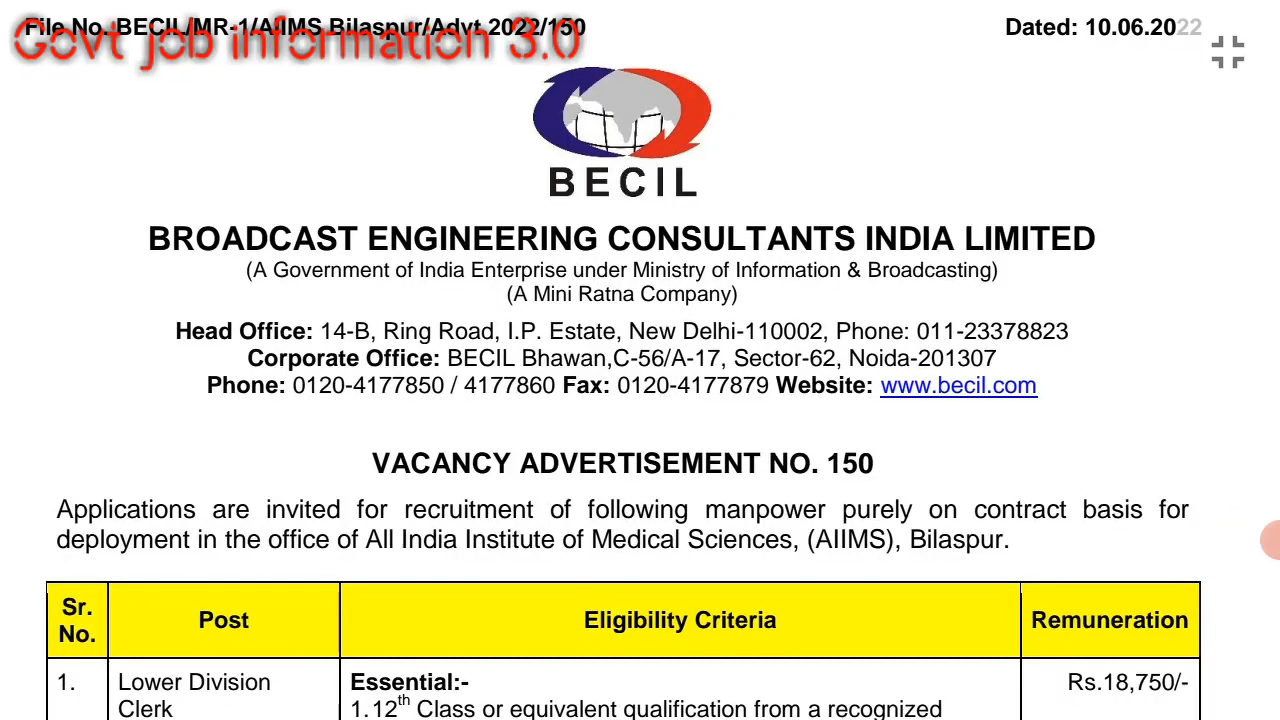 File No. BECIL/MR-1/AIIMS Bilaspur/Advt.2022/150
Dated: 10.06.2022
Govt job information 3.0
BECIL
BROADCAST ENGINEERING CONSULTANTS INDIA LIMITED
(A Government of India Enterprise under Ministry of Information & Broadcasting)
(A Mini Ratna Company)
Head Office: 14-B, Ring Road, I.P. Estate, New Delhi-110002, Phone: 011-23378823
Corporate Office: BECIL Bhawan,C-56/A-17, Sector-62, Noida-201307
Phone: 0120-4177850 / 4177860 Fax: 0120-4177879 Website: www.becil.com
VACANCY ADVERTISEMENT NO. 150
Applications are invited for recruitment of following manpower purely on contract basis for
deployment in the office of All India Institute of Medical Sciences, (AIIMS), Bilaspur.
Sr. No.
Post
Eligibility Criteria
Remuneration
1.
Lower Division
Clerk
Essential:-
1.12th Class or equivalent qualification from a recognized
Rs.18,750/-